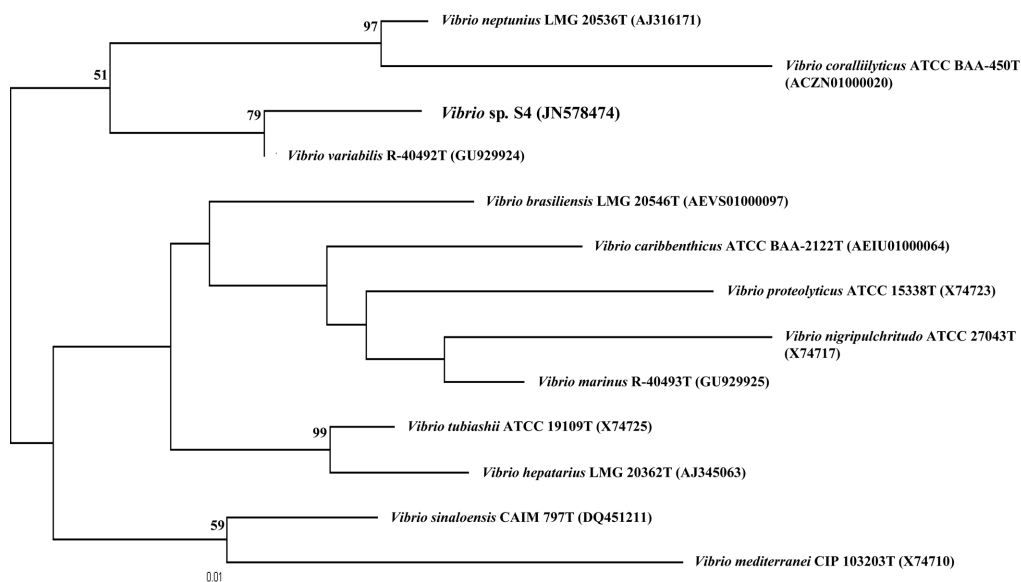 97
Vibrio neptunius LMG 20536T (AJ316171)
Vibrio coralliilyticus ATCC BAA-450T
(ACZN01000020)
51
79
Vibrio sp. S4 (JN578474)
Vibrio variabilis R-40492T (GU929924)
Vibrio brasiliensis LMG 20546T (AEVS01000097)
Vibrio caribbenthicus ATCC BAA-2122T (AEIU01000064)
Vibrio proteolyticus ATCC 15338T (X74723)
Vibrio nigripulchritudo ATCC 27043T
(X74717)
Vibrio marinus R-40493T (GU929925)
99
Vibrio tubiashii ATCC 19109T (X74725)
Vibrio hepatarius LMG 20362T (AJ345063)
59
Vibrio sinaloensis CAIM 797T (DQ451211)
Vibrio mediterranei CIP 103203T (X74710)
0.01